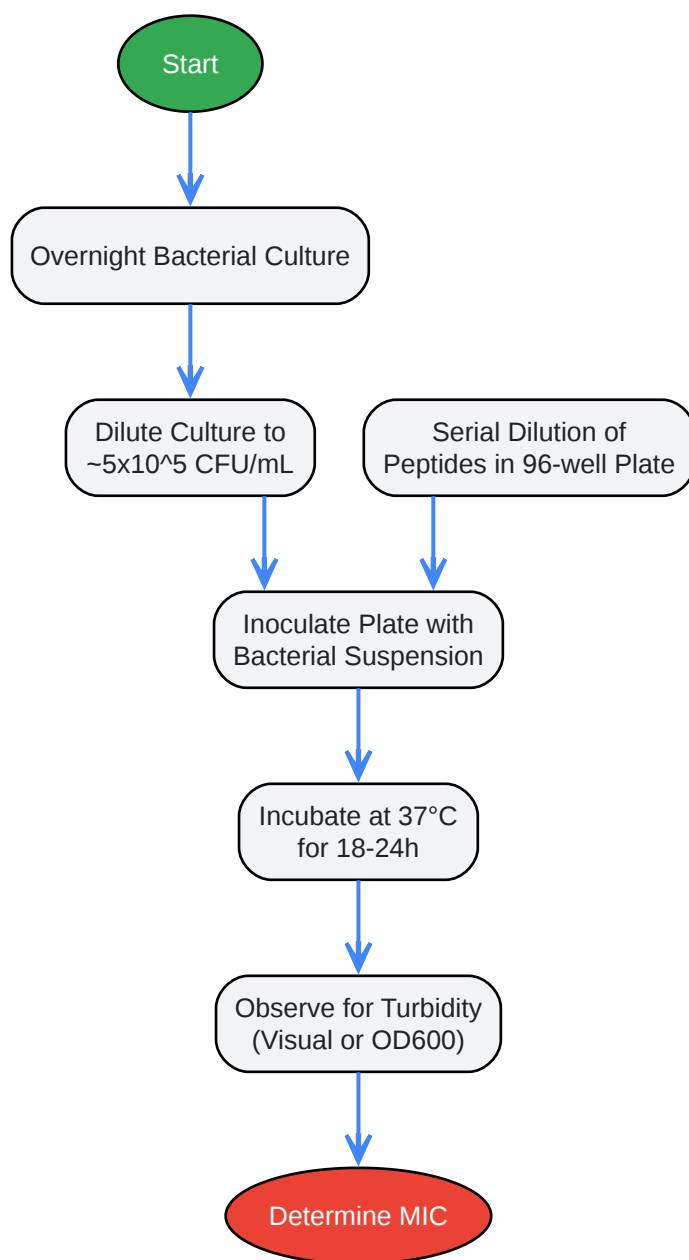 Start
Overnight Bacterial Culture
Dilute Culture to
~5x10^5 CFU/mL
Serial Dilution of
Peptides in 96-well Plate
Inoculate Plate with
Bacterial Suspension
Incubate at 37°C
for 18-24h
Observe for Turbidity
(Visual or OD600)
Determine MIC